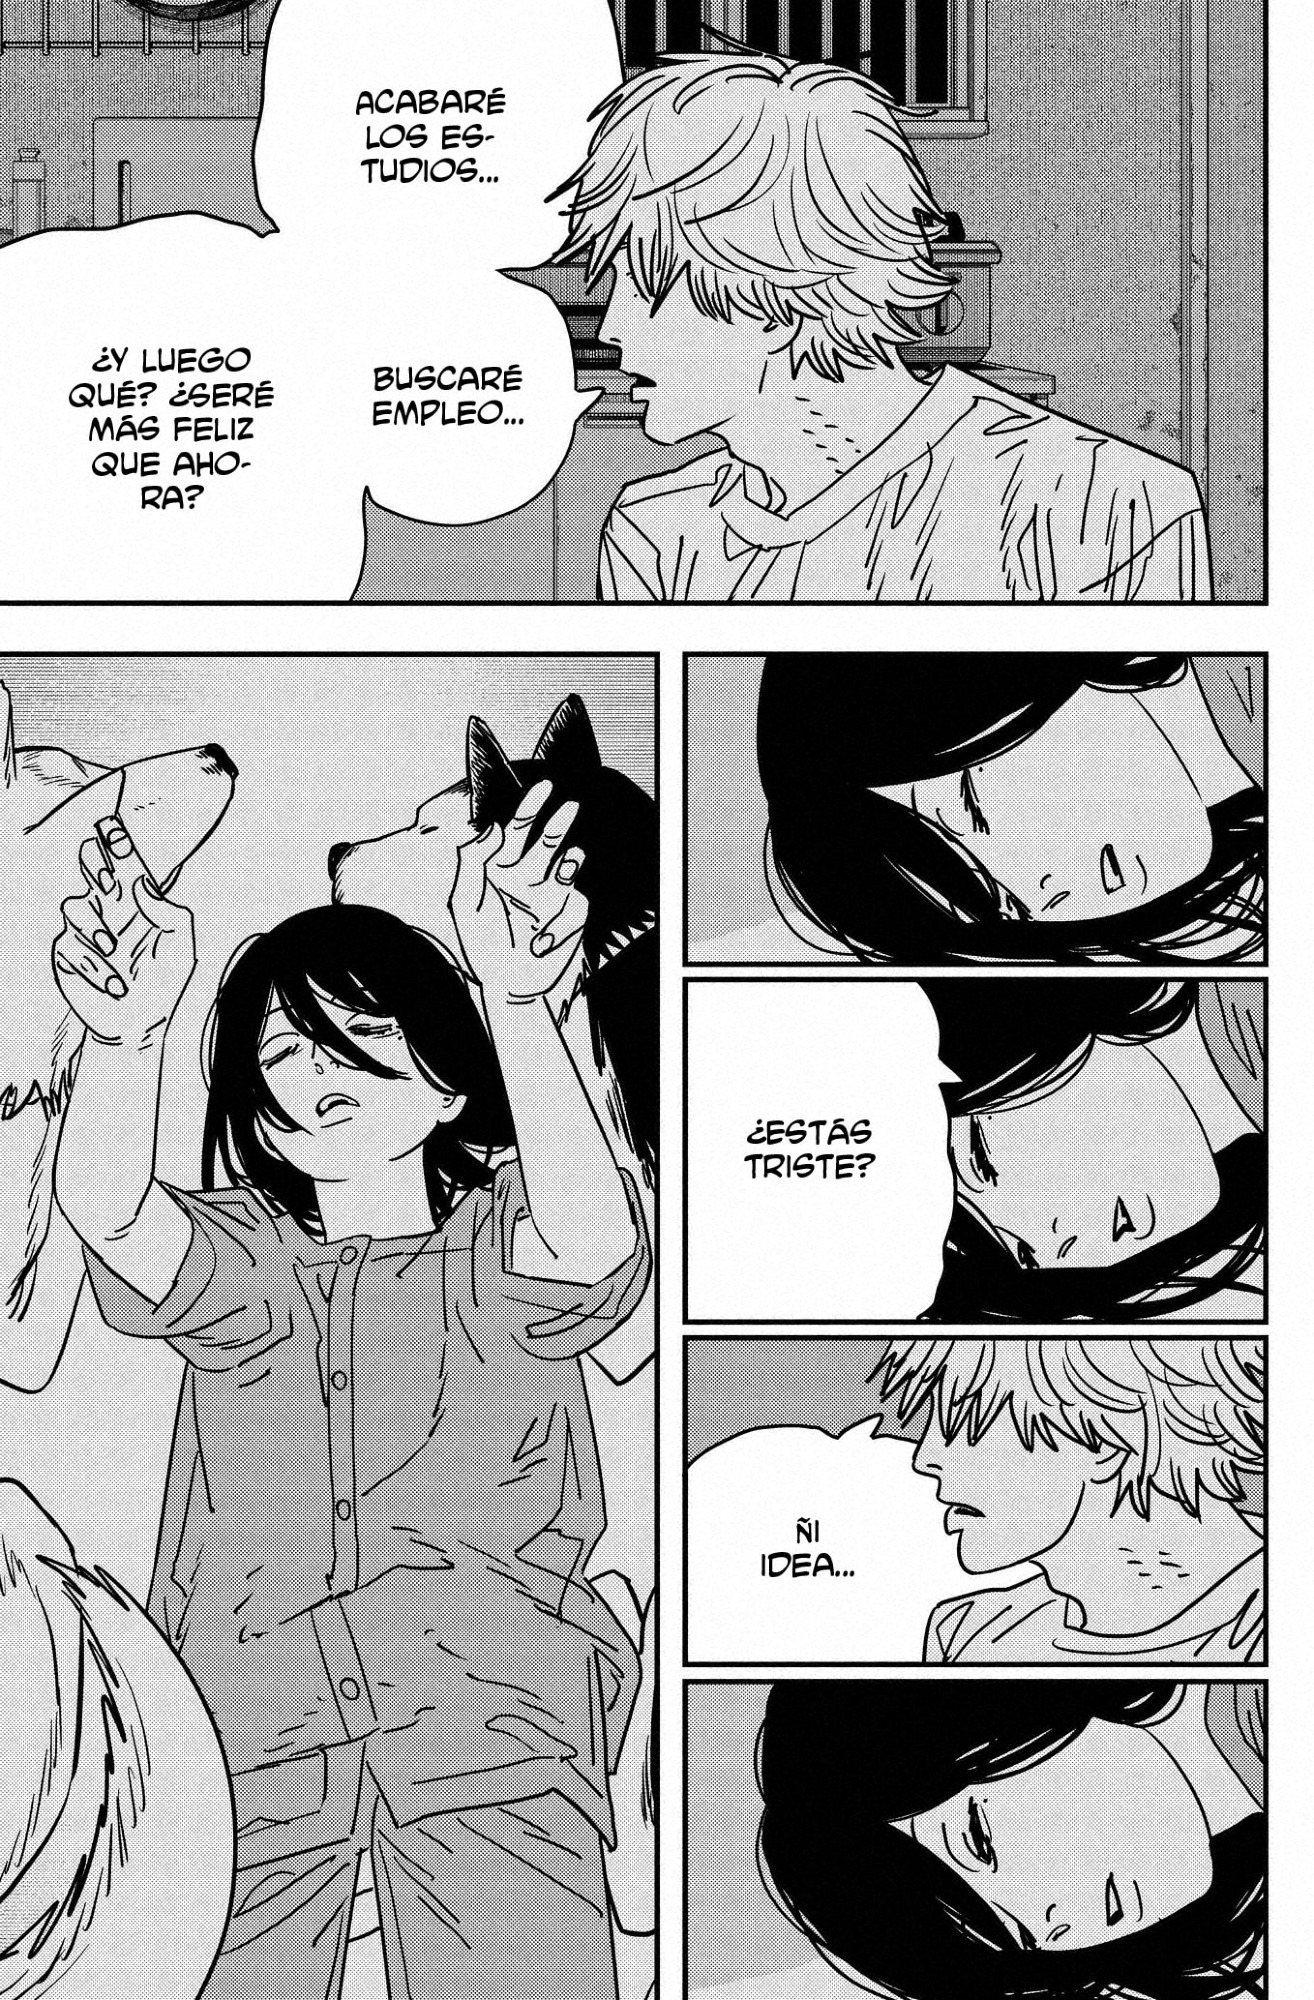 ACABARÉ
LOS ES-
TUDIOS...
BUSCARÉ
EMPLEO...
¿Y LUEGO
QUÉ? ¿SERÉ
MÁS FELIZ
QUE AHO-
RA?
¿ESTÁS
TRISTE?
ÑI
IDEA...